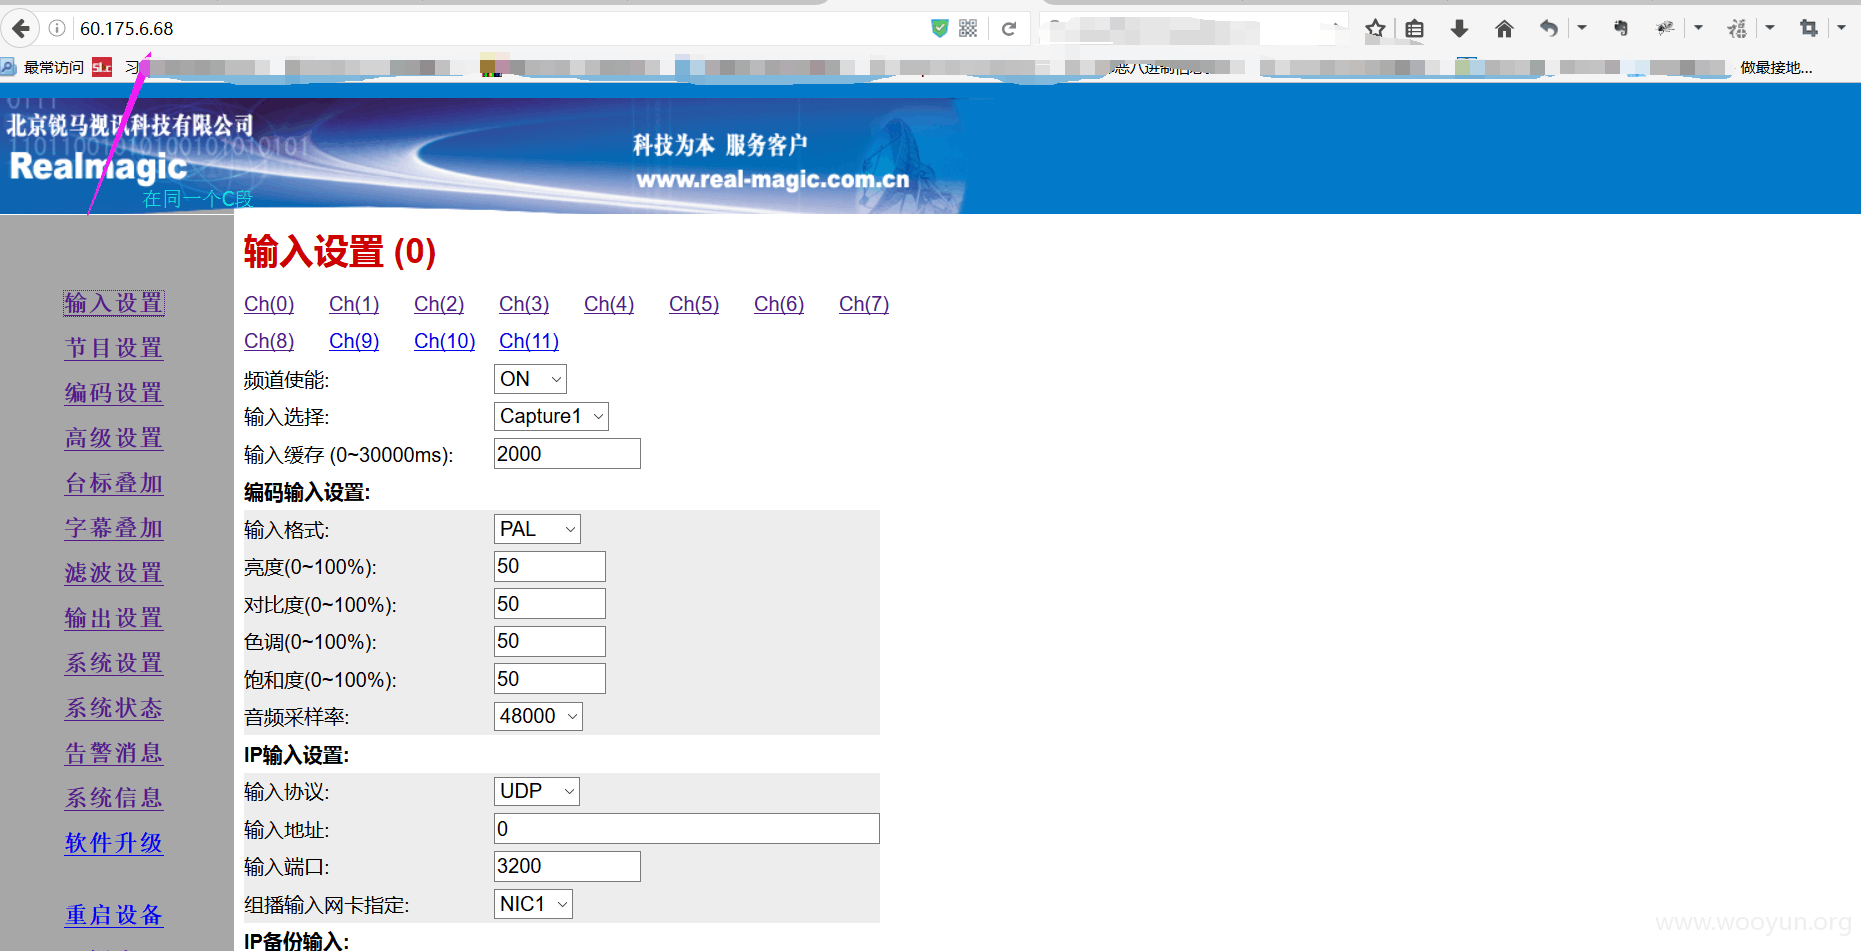 60.175.6.68
最常访问 SLC 习
做最接地...
北京锐马视讯科技有限公司
Realmagic
科技为本 服务客户
www.real-magic.com.cn
在同一个C段
输入设置
节目设置
编码设置
高级设置
台标叠加
字幕叠加
滤波设置
输出设置
系统设置
系统状态
告警消息
系统信息
软件升级
重启设备
输入设置 (0)
Ch(0) Ch(1) Ch(2) Ch(3) Ch(4) Ch(5) Ch(6) Ch(7)
Ch(8) Ch(9) Ch(10) Ch(11)
频道使能: ON
输入选择: Capture1
输入缓存 (0~30000ms): 2000
编码输入设置:
输入格式: PAL
亮度(0~100%): 50
对比度(0~100%): 50
色调(0~100%): 50
饱和度(0~100%): 50
音频采样率: 48000
IP输入设置:
输入协议: UDP
输入地址: 0
输入端口: 3200
组播输入网卡指定: NIC1
IP备份输入:
www.wooyun.org